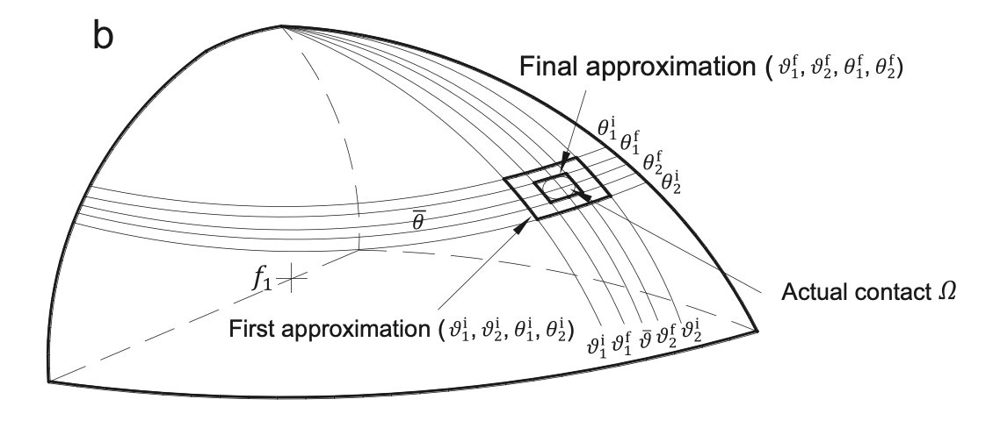 b
Final approximation (ϑ₁ᶠ, ϑ₂ᶠ, θ₁ᶠ, θ₂ᶠ)
θ₁ⁱ
θ₁ᶠ
θ₂ᶠ
θ₂ⁱ
θ̅
f₁
Actual contact Ω
First approximation (ϑ₁ⁱ, ϑ₂ⁱ, θ₁ⁱ, θ₂ⁱ)
ϑ₁ⁱ ϑ₁ᶠ ϑ̅ ϑ₂ᶠ ϑ₂ⁱ